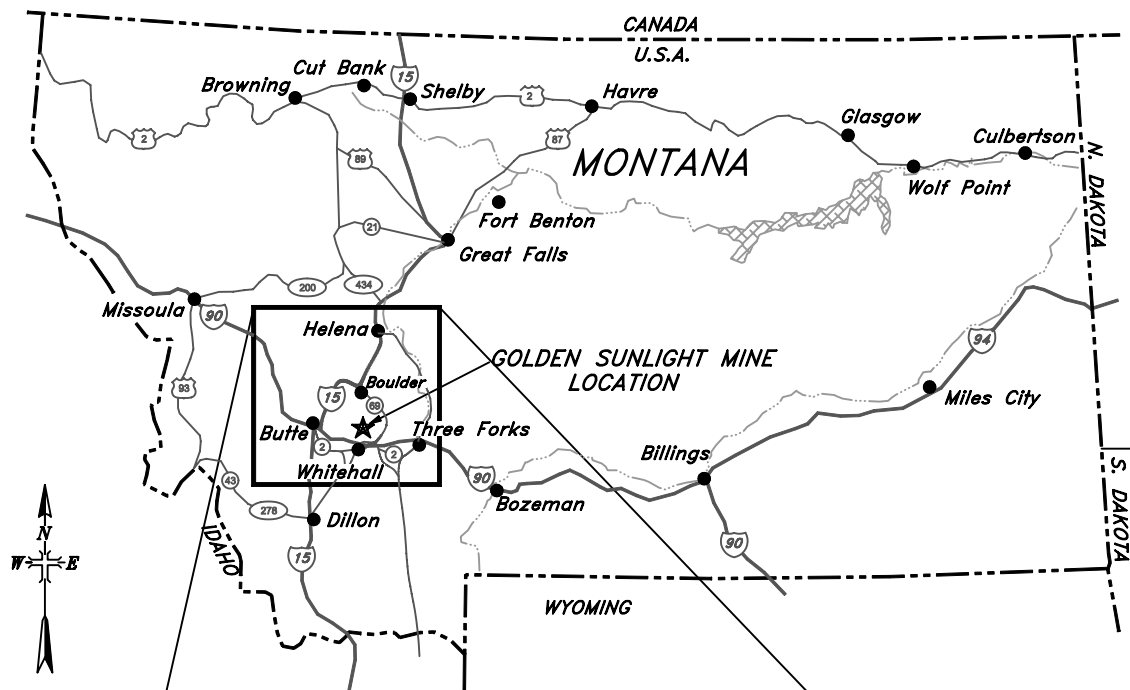 CANADA
U.S.A.
Cut Bank
15
Browning
Shelby
2
Havre
Glasgow
2
89
87
Culbertson
MONTANA
N. DAKOTA
Wolf Point
Fort Benton
21
Great Falls
200
434
Missoula
90
Helena
94
GOLDEN SUNLIGHT MINE
LOCATION
93
15
Boulder
69
Miles City
Butte
2
Three Forks
2
Whitehall
Billings
43
90
S. DAKOTA
278
Bozeman
Dillon
N
W
E
IDAHO
15
90
WYOMING